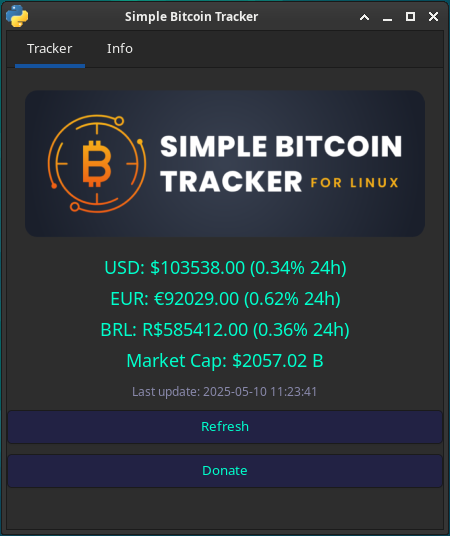 Simple Bitcoin Tracker
Tracker Info
SIMPLE BITCOIN
TRACKER FOR LINUX
USD: $103538.00 (0.34% 24h)
EUR: €92029.00 (0.62% 24h)
BRL: R$585412.00 (0.36% 24h)
Market Cap: $2057.02 B
Last update: 2025-05-10 11:23:41
Refresh
Donate